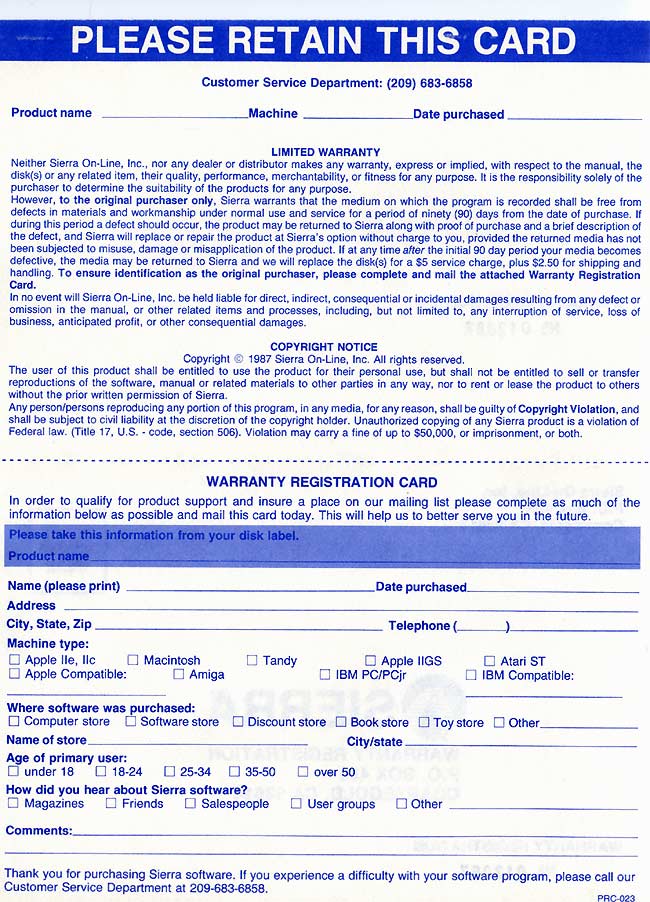 PLEASE RETAIN THIS CARD
Customer Service Department: (209) 683-6858
Product name Machine Date purchased
LIMITED WARRANTY
Neither Sierra On-Line, Inc., nor any dealer or distributor makes any warranty, express or implied, with respect to the manual, the
disk(s) or any related item, their quality, performance, merchantability, or fitness for any purpose. It is the responsibility solely of the
purchaser to determine the suitability of the products for any purpose.
However, to the original purchaser only, Sierra warrants that the medium on which the program is recorded shall be free from
defects in materials and workmanship under normal use and service for a period of ninety (90) days from the date of purchase. If
during this period a defect should occur, the product may be returned to Sierra along with proof of purchase and a brief description of
the defect, and Sierra will replace or repair the product at Sierra's option without charge to you, provided the returned media has not
been subjected to misuse, damage or misapplication of the product. If at any time after the initial 90 day period your media becomes
defective, the media may be returned to Sierra and we will replace the disk(s) for a $5 service charge, plus $2.50 for shipping and
handling. To ensure identification as the original purchaser, please complete and mail the attached Warranty Registration
Card.
In no event will Sierra On-Line, Inc. be held liable for direct, indirect, consequential or incidental damages resulting from any defect or
omission in the manual, or other related items and processes, including, but not limited to, any interruption of service, loss of
business, anticipated profit, or other consequential damages.
COPYRIGHT NOTICE
Copyright © 1987 Sierra On-Line, Inc. All rights reserved.
The user of this product shall be entitled to use the product for their personal use, but shall not be entitled to sell or transfer
reproductions of the software, manual or related materials to other parties in any way, nor to rent or lease the product to others
without the prior written permission of Sierra.
Any person/persons reproducing any portion of this program, in any media, for any reason, shall be guilty of Copyright Violation, and
shall be subject to civil liability at the discretion of the copyright holder. Unauthorized copying of any Sierra product is a violation of
Federal law. (Title 17, U.S. - code, section 506). Violation may carry a fine of up to $50,000, or imprisonment, or both.
WARRANTY REGISTRATION CARD
In order to qualify for product support and insure a place on our mailing list please complete as much of the
information below as possible and mail this card today. This will help us to better serve you in the future.
Please take this information from your disk label.
Product name
Name (please print) Date purchased
Address
City, State, Zip Telephone ( )
Machine type:
Apple IIe, IIc Macintosh Tandy Apple IIGS Atari ST
Apple Compatible: Amiga IBM PC/PCjr IBM Compatible:
Where software was purchased:
Computer store Software store Discount store Book store Toy store Other
Name of store City/state
Age of primary user:
under 18 18-24 25-34 35-50 over 50
How did you hear about Sierra software?
Magazines Friends Salespeople User groups Other
Comments:
Thank you for purchasing Sierra software. If you experience a difficulty with your software program, please call our
Customer Service Department at 209-683-6858.
PRC-023